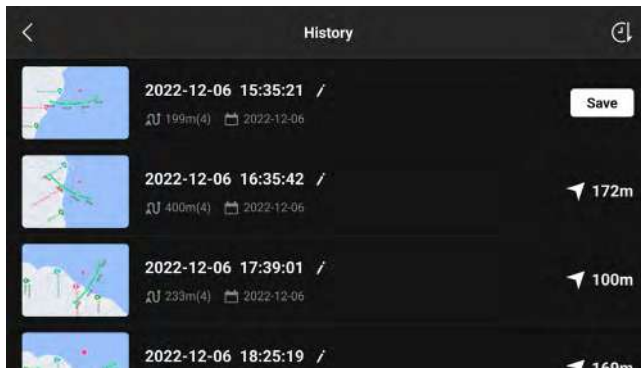 History
2022-12-06 15:35:21
199m(4) 2022-12-06
Save
2022-12-06 16:35:42
400m(4) 2022-12-06
172m
2022-12-06 17:39:01
233m(4) 2022-12-06
100m
2022-12-06 18:25:19
169m